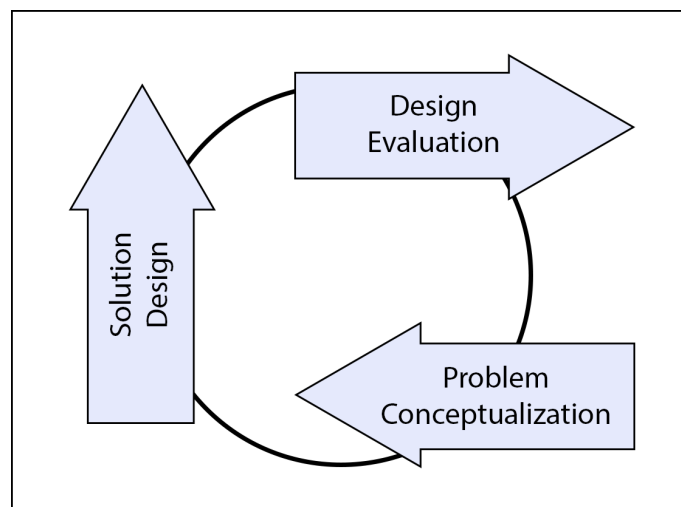 Design
Evaluation
Solution
Design
Problem
Conceptualization